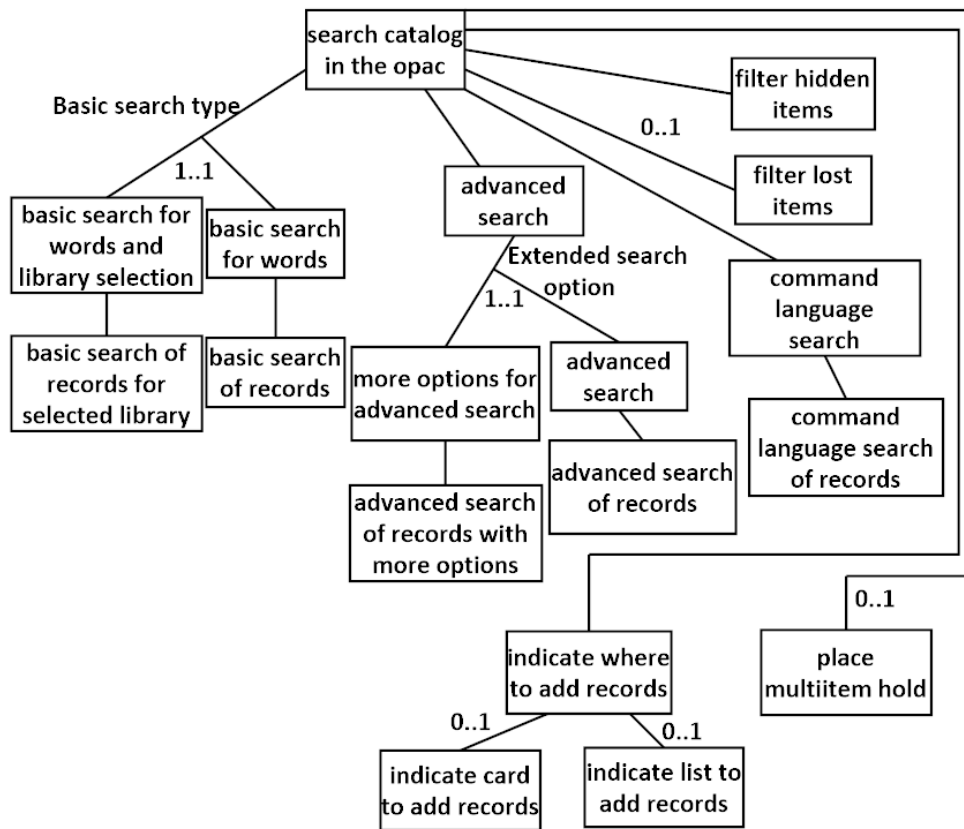 search catalog
in the opac
filter hidden
items
Basic search type
0..1
1..1
filter lost
items
advanced
search
basic search for
words and
library selection
basic search
for words
Extended search
option
1..1
command
language
search
basic search of
records for
selected library
basic search
of records
more options for
advanced search
advanced
search
command
language search
of records
advanced search
of records
advanced search
of records with
more options
0..1
indicate where
to add records
place
multiitem hold
0..1
0..1
indicate card
to add records
indicate list to
add records